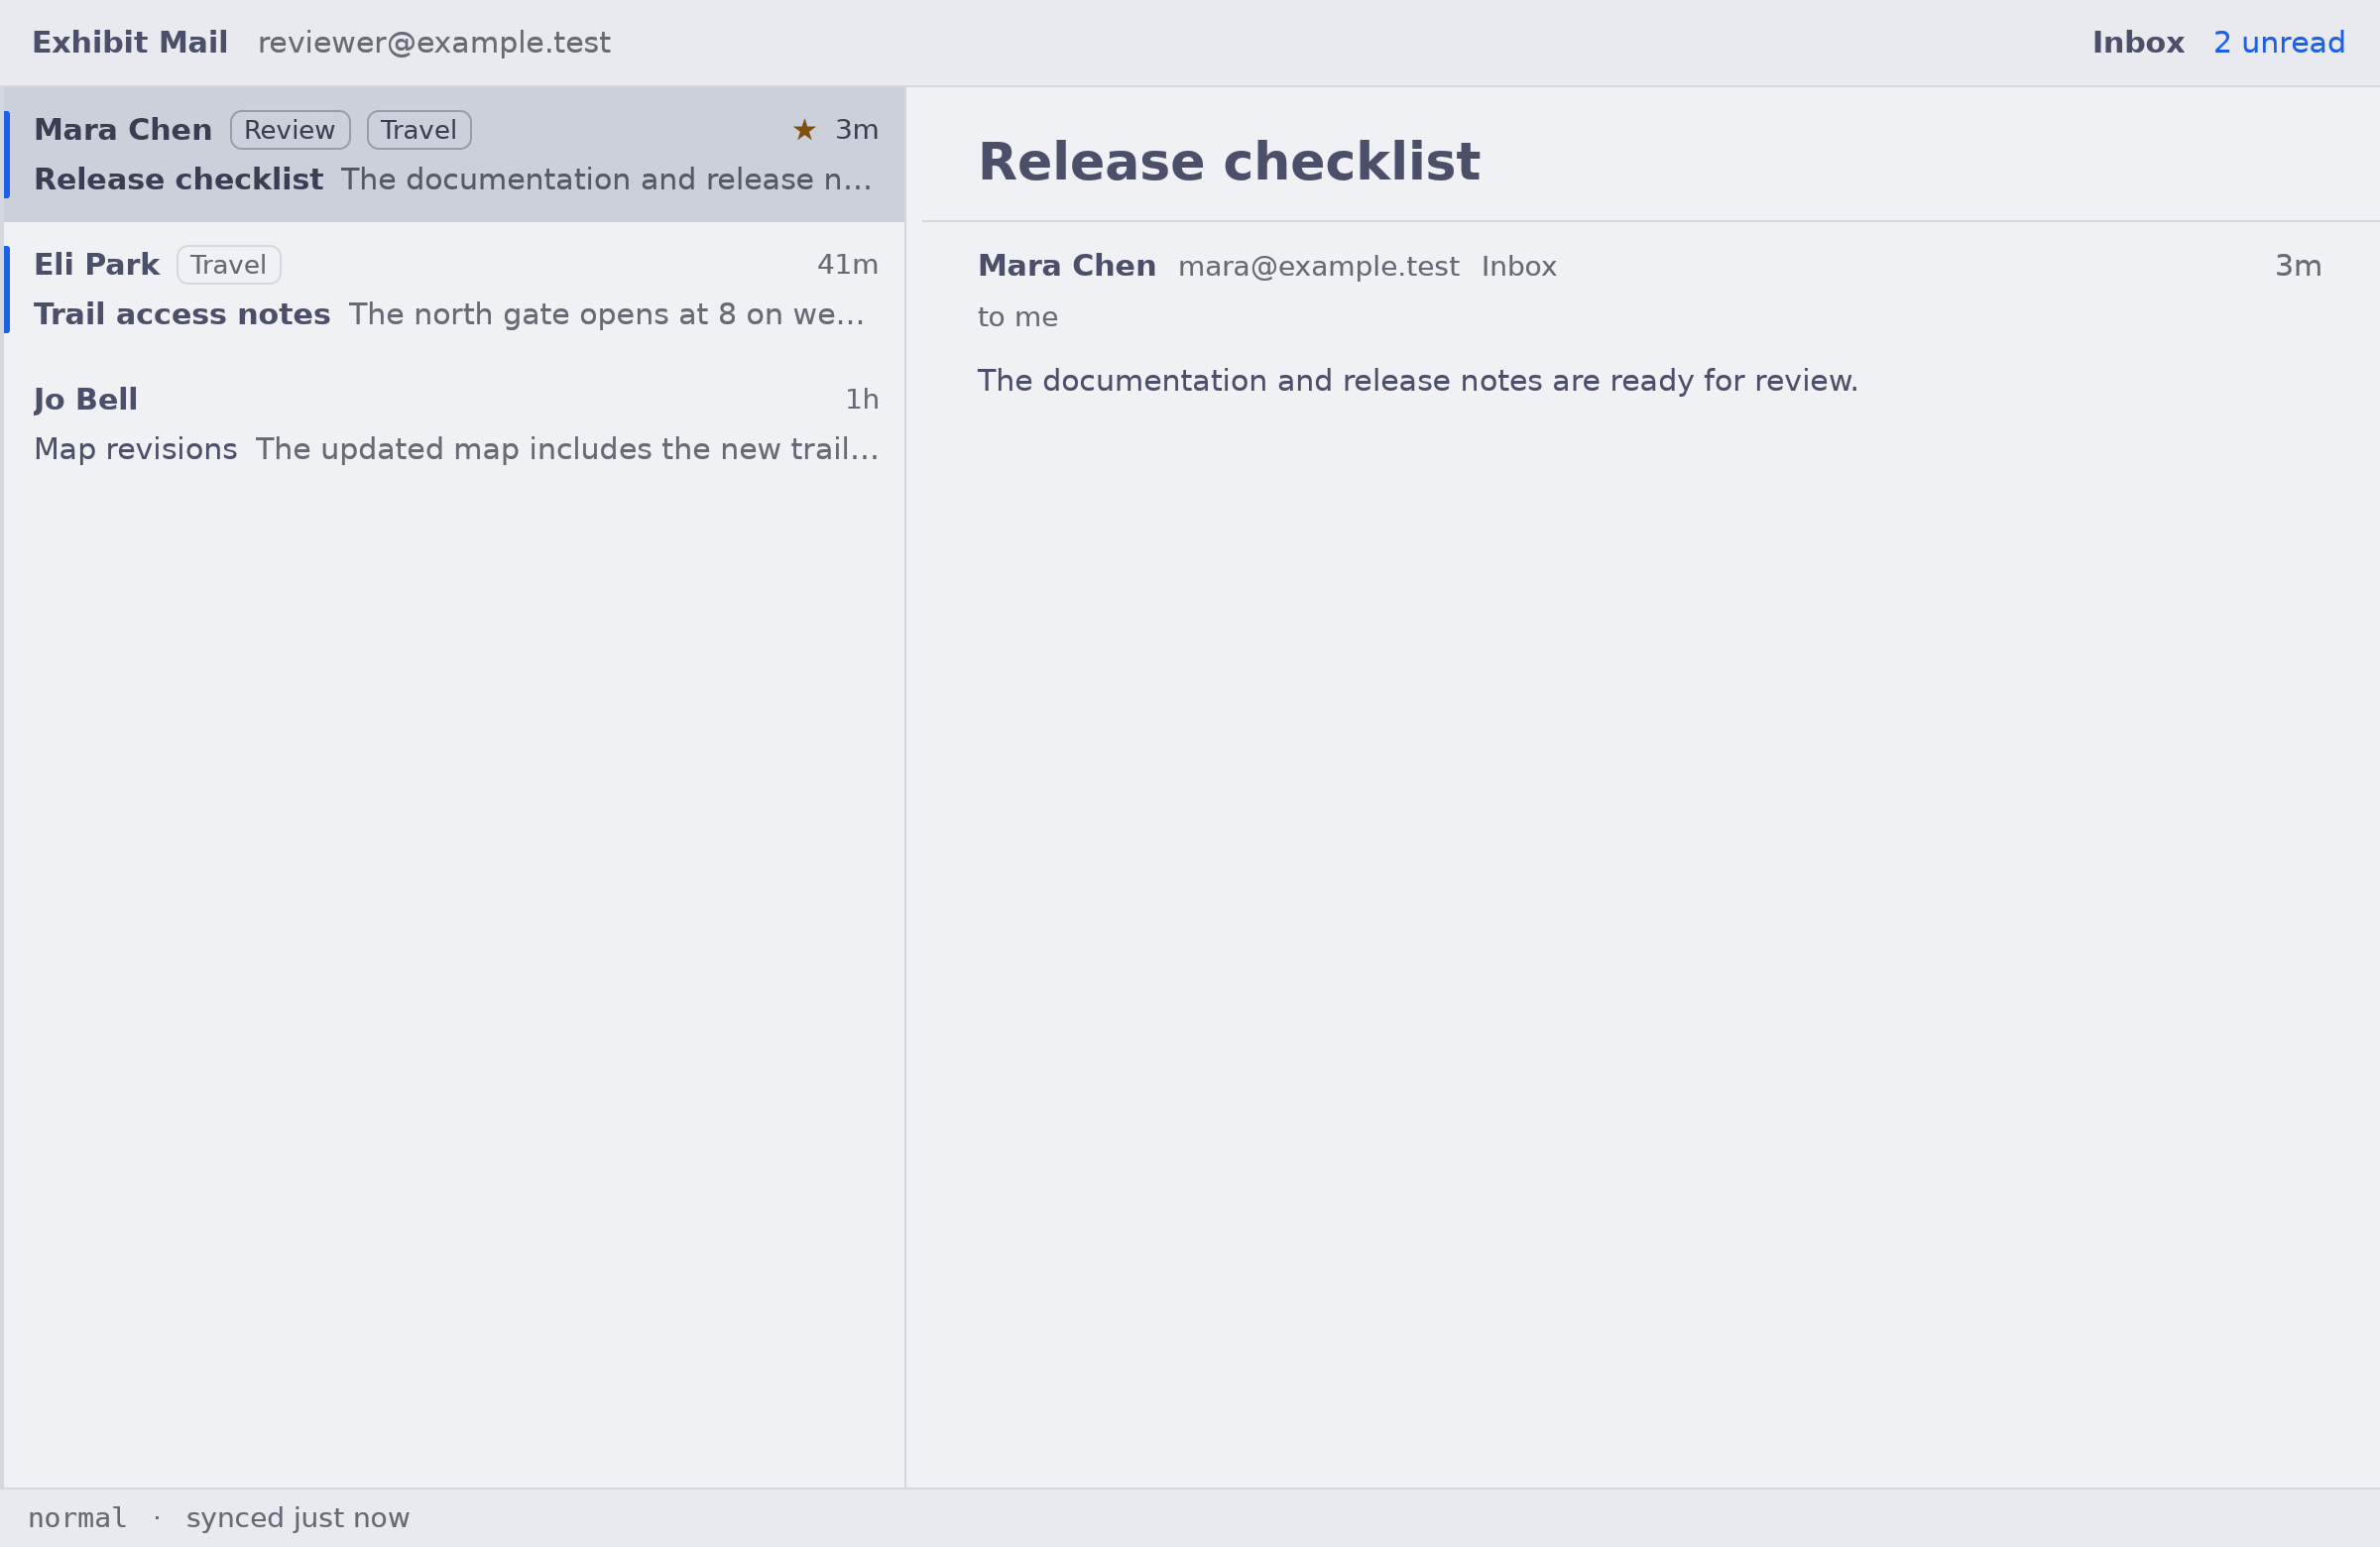 Exhibit Mail reviewer@example.test Inbox 2 unread
Mara Chen Review Travel ★ 3m
Release checklist The documentation and release n…
Eli Park Travel 41m
Trail access notes The north gate opens at 8 on we…
Jo Bell 1h
Map revisions The updated map includes the new trail…
Release checklist
Mara Chen mara@example.test Inbox 3m
to me
The documentation and release notes are ready for review.
normal · synced just now